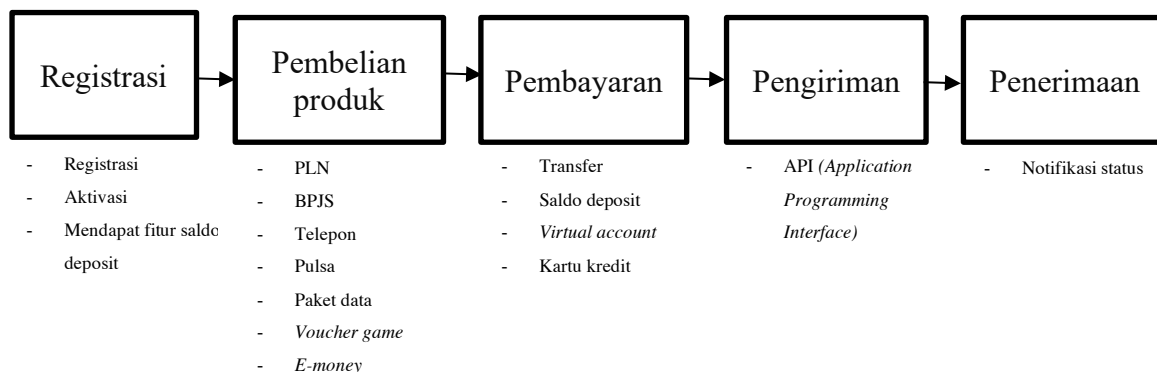 Registrasi
Pembelian
produk
Pembayaran
Pengiriman
Penerimaan
- Registrasi
- Aktivasi
- Mendapat fitur saldo
deposit
- PLN
- BPJS
- Telepon
- Pulsa
- Paket data
- Voucher game
- E-money
- Transfer
- Saldo deposit
- Virtual account
- Kartu kredit
- API (Application
Programming
Interface)
- Notifikasi status